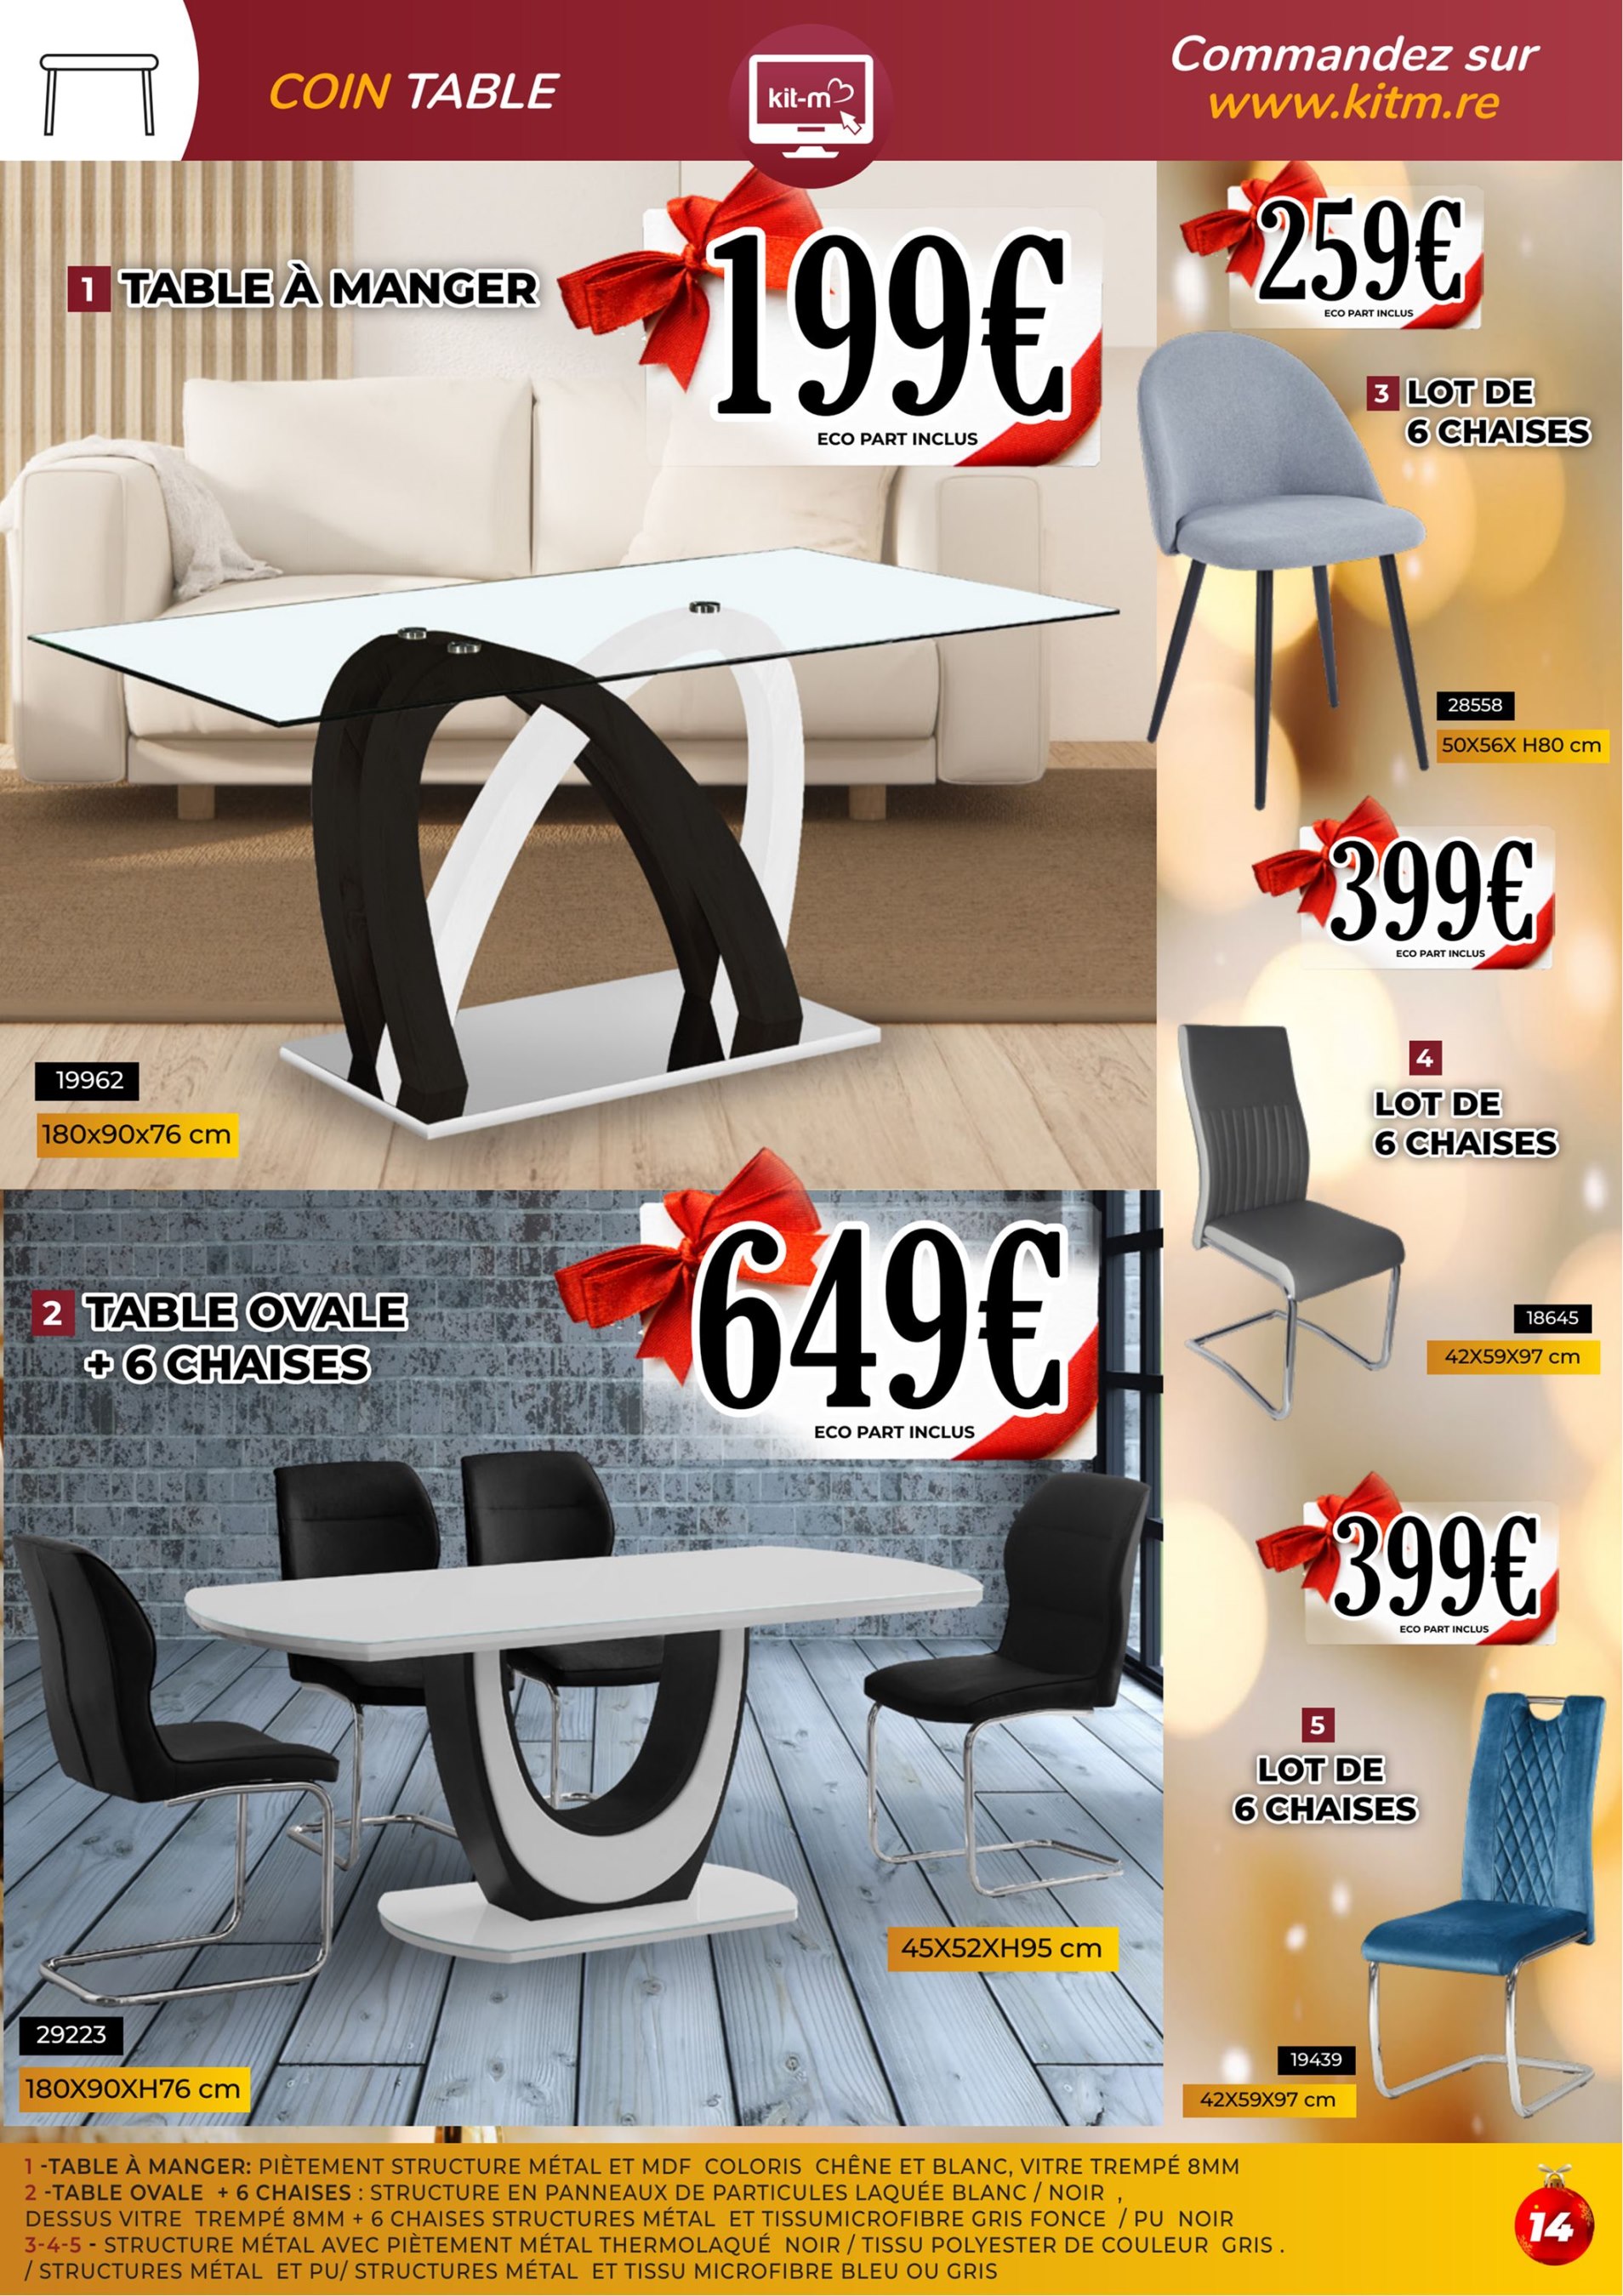 COIN TABLE
kit-m
Commandez sur
www.kitm.re
1 TABLE À MANGER
199€
ECO PART INCLUS
19962
180x90x76 cm
259€
ECO PART INCLUS
3 LOT DE
6 CHAISES
28558
50X56X H80 cm
399€
ECO PART INCLUS
4
LOT DE
6 CHAISES
18645
42X59X97 cm
2 TABLE OVALE
+ 6 CHAISES
649€
ECO PART INCLUS
45X52XH95 cm
29223
180X90XH76 cm
399€
ECO PART INCLUS
5
LOT DE
6 CHAISES
19439
42X59X97 cm
1 -TABLE À MANGER: PIÈTEMENT STRUCTURE MÉTAL ET MDF COLORIS CHÊNE ET BLANC, VITRE TREMPÉ 8MM
2 -TABLE OVALE + 6 CHAISES : STRUCTURE EN PANNEAUX DE PARTICULES LAQUÉE BLANC / NOIR ,
DESSUS VITRE TREMPÉ 8MM + 6 CHAISES STRUCTURES MÉTAL ET TISSUMICROFIBRE GRIS FONCE / PU NOIR
3-4-5 - STRUCTURE MÉTAL AVEC PIÈTEMENT MÉTAL THERMOLAQUÉ NOIR / TISSU POLYESTER DE COULEUR GRIS .
/ STRUCTURES MÉTAL ET PU/ STRUCTURES MÉTAL ET TISSU MICROFIBRE BLEU OU GRIS
14